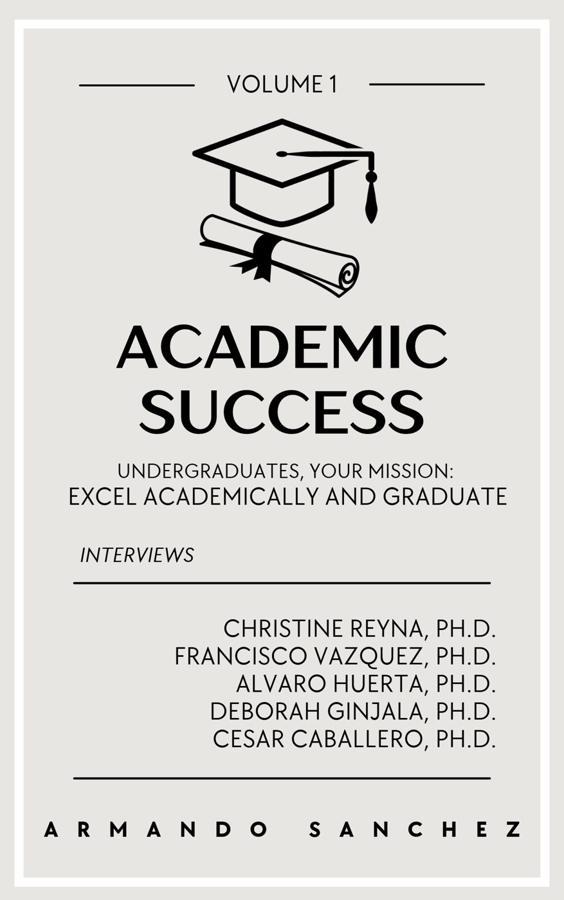 VOLUME 1
ACADEMIC
SUCCESS
UNDERGRADUATES, YOUR MISSION:
EXCEL ACADEMICALLY AND GRADUATE
INTERVIEWS
CHRISTINE REYNA, PH.D.
FRANCISCO VAZQUEZ, PH.D.
ALVARO HUERTA, PH.D.
DEBORAH GINJALA, PH.D.
CESAR CABALLERO, PH.D.
ARMANDO SANCHEZ